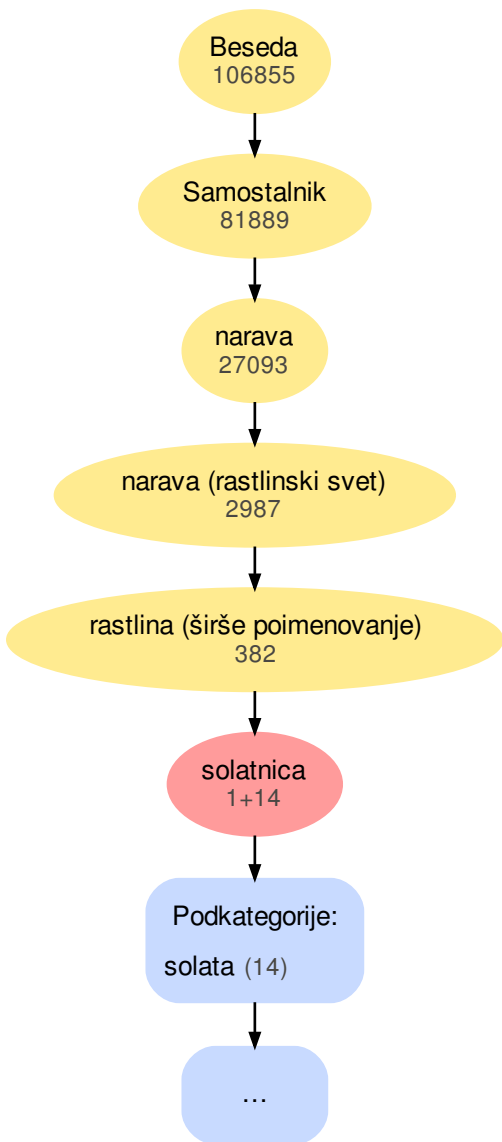 Beseda
106855
Samostalnik
81889
narava
27093
narava (rastlinski svet)
2987
rastlina (širše poimenovanje)
382
solatnica
1+14
Podkategorije:
solata (14)
…